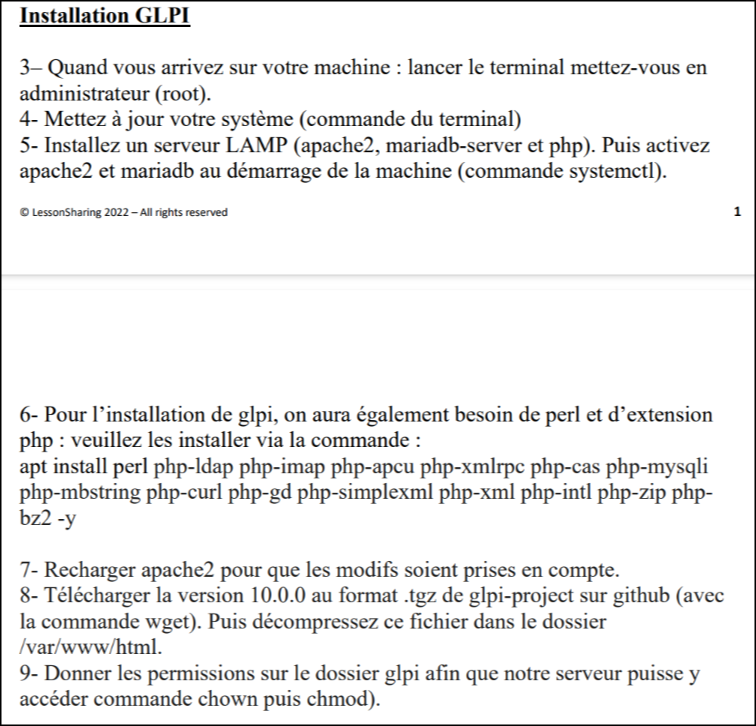 Installation GLPI
3– Quand vous arrivez sur votre machine : lancer le terminal mettez-vous en
administrateur (root).
4- Mettez à jour votre système (commande du terminal)
5- Installez un serveur LAMP (apache2, mariadb-server et php). Puis activez
apache2 et mariadb au démarrage de la machine (commande systemctl).
© LessonSharing 2022 – All rights reserved 1
6- Pour l’installation de glpi, on aura également besoin de perl et d’extension
php : veuillez les installer via la commande :
apt install perl php-ldap php-imap php-apcu php-xmlrpc php-cas php-mysqli
php-mbstring php-curl php-gd php-simplexml php-xml php-intl php-zip php-
bz2 -y
7- Recharger apache2 pour que les modifs soient prises en compte.
8- Télécharger la version 10.0.0 au format .tgz de glpi-project sur github (avec
la commande wget). Puis décompressez ce fichier dans le dossier
/var/www/html.
9- Donner les permissions sur le dossier glpi afin que notre serveur puisse y
accéder commande chown puis chmod).